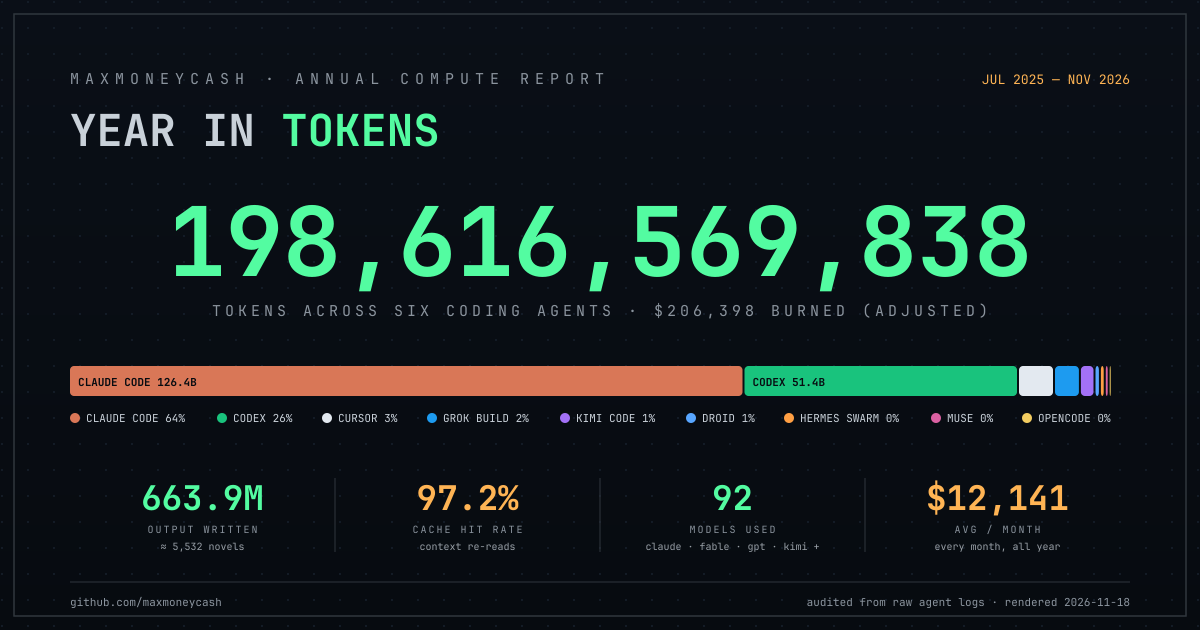 MAXMONEYCASH · ANNUAL COMPUTE REPORT
JUL 2025 — NOV 2026
YEAR IN TOKENS
198,616,569,838
TOKENS ACROSS SIX CODING AGENTS · $206,398 BURNED (ADJUSTED)
CLAUDE CODE 126.4B
CODEX 51.4B
CLAUDE CODE 64%
CODEX 26%
CURSOR 3%
GROK BUILD 2%
KIMI CODE 1%
DROID 1%
HERMES SWARM 0%
MUSE 0%
OPENCODE 0%
663.9M
OUTPUT WRITTEN
≈ 5,532 novels
97.2%
CACHE HIT RATE
context re-reads
92
MODELS USED
claude · fable · gpt · kimi +
$12,141
AVG / MONTH
every month, all year
github.com/maxmoneycash
audited from raw agent logs · rendered 2026-11-18